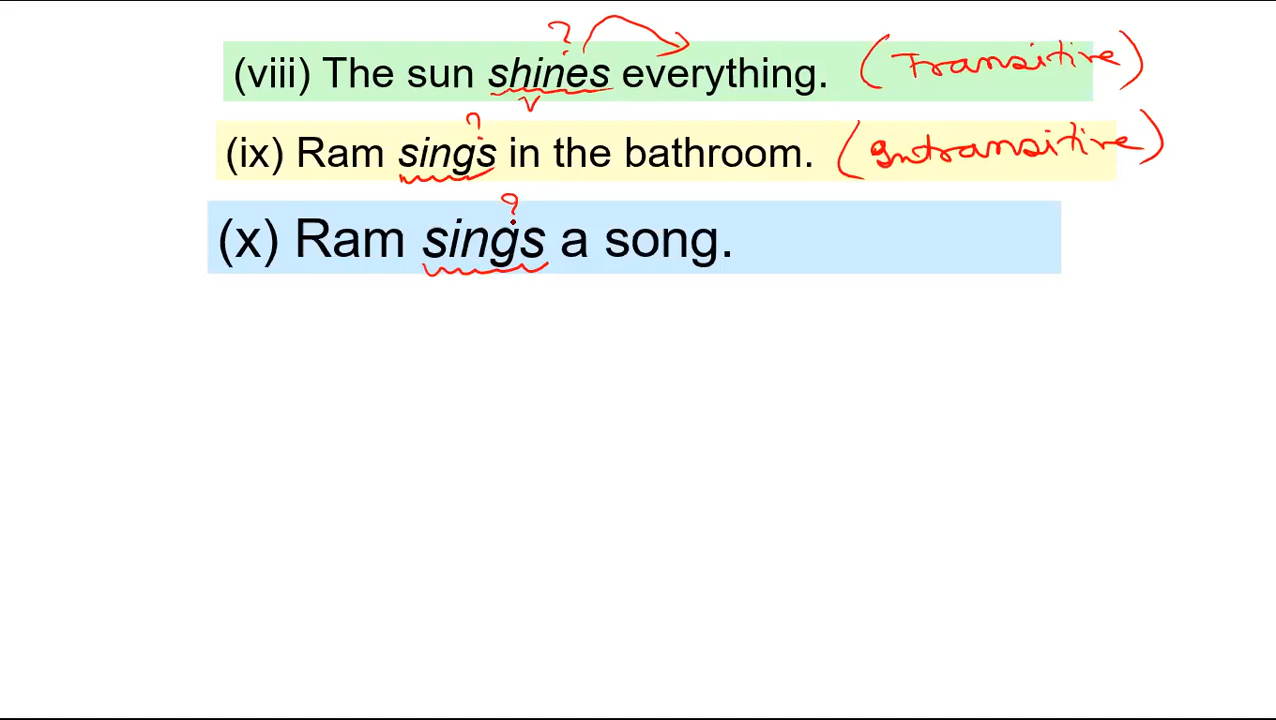 (viii) The sun shines everything. (Transitive)
?
v
(ix) Ram sings in the bathroom. (Intransitive)
?
(x) Ram sings a song.
?